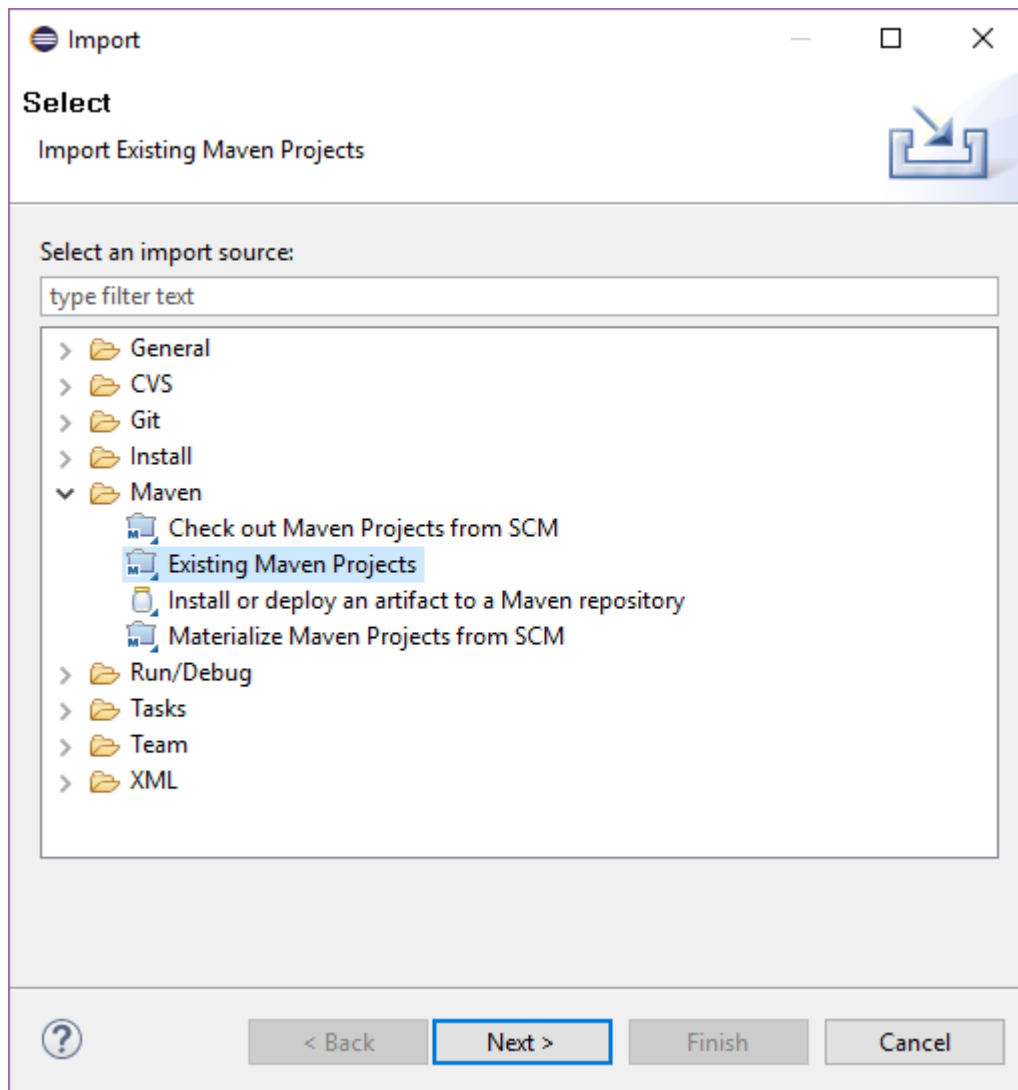 Import
Select
Import Existing Maven Projects
Select an import source:
type filter text
General
CVS
Git
Install
Maven
Check out Maven Projects from SCM
Existing Maven Projects
Install or deploy an artifact to a Maven repository
Materialize Maven Projects from SCM
Run/Debug
Tasks
Team
XML
? < Back Next > Finish Cancel